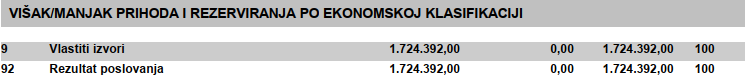 VIŠAK/MANJAK PRIHODA I REZERVIRANJA PO EKONOMSKOJ KLASIFIKACIJI
9 Vlastiti izvori 1.724.392,00 0,00 1.724.392,00 100
92 Rezultat poslovanja 1.724.392,00 0,00 1.724.392,00 100